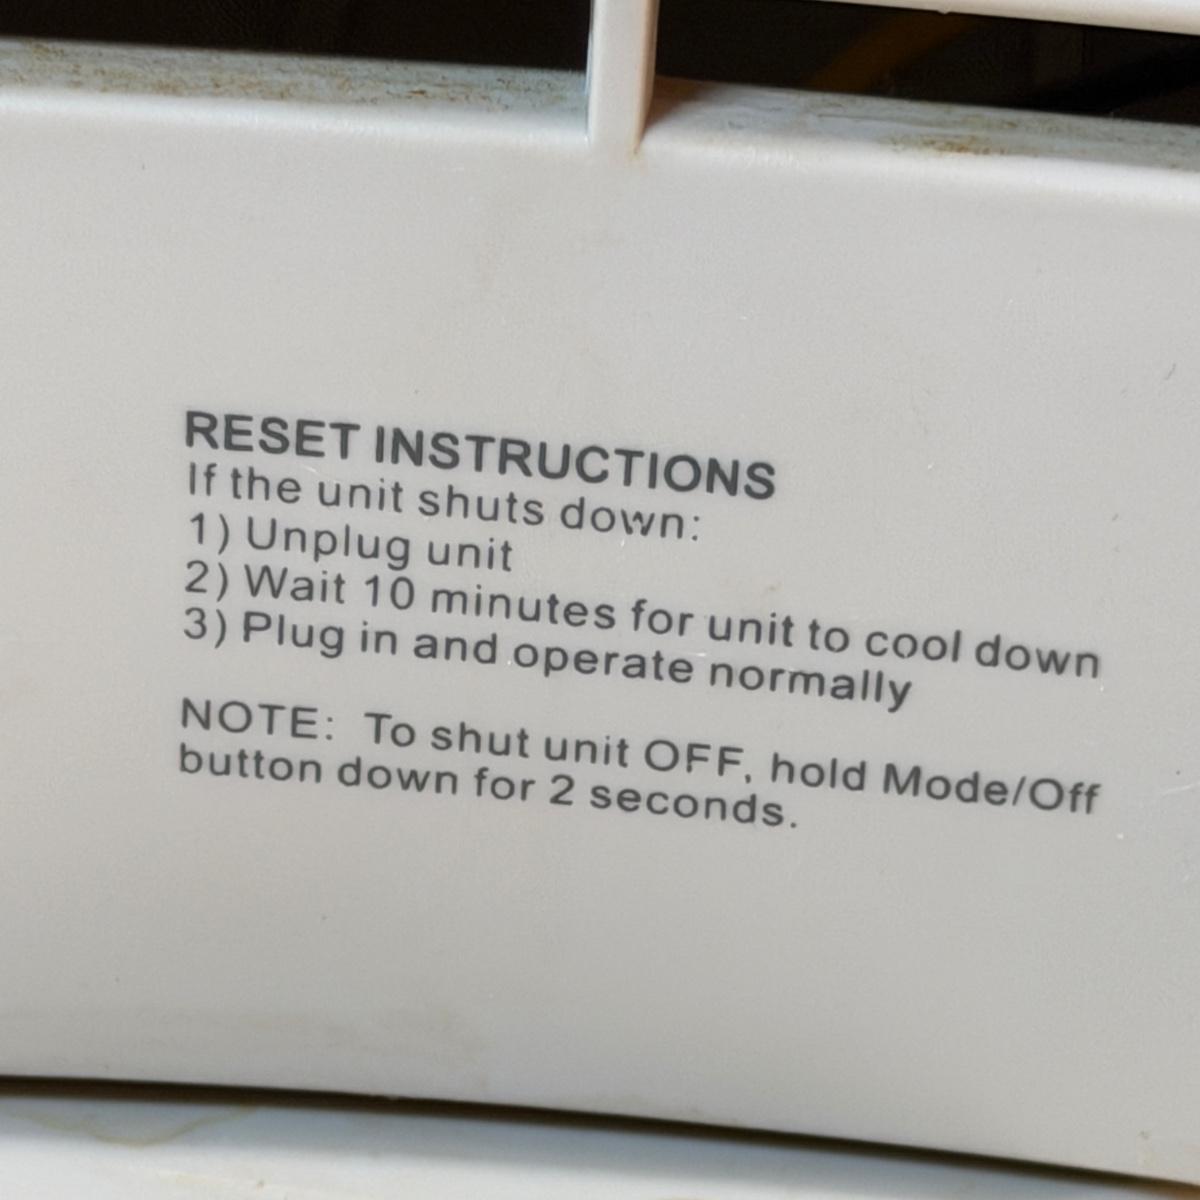 RESET INSTRUCTIONS
If the unit shuts down:
1) Unplug unit
2) Wait 10 minutes for unit to cool down
3) Plug in and operate normally
NOTE: To shut unit OFF, hold Mode/Off
button down for 2 seconds.